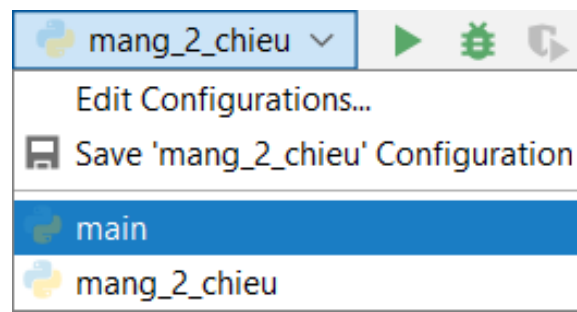 mang_2_chieu
Edit Configurations...
Save 'mang_2_chieu' Configuration
main
mang_2_chieu